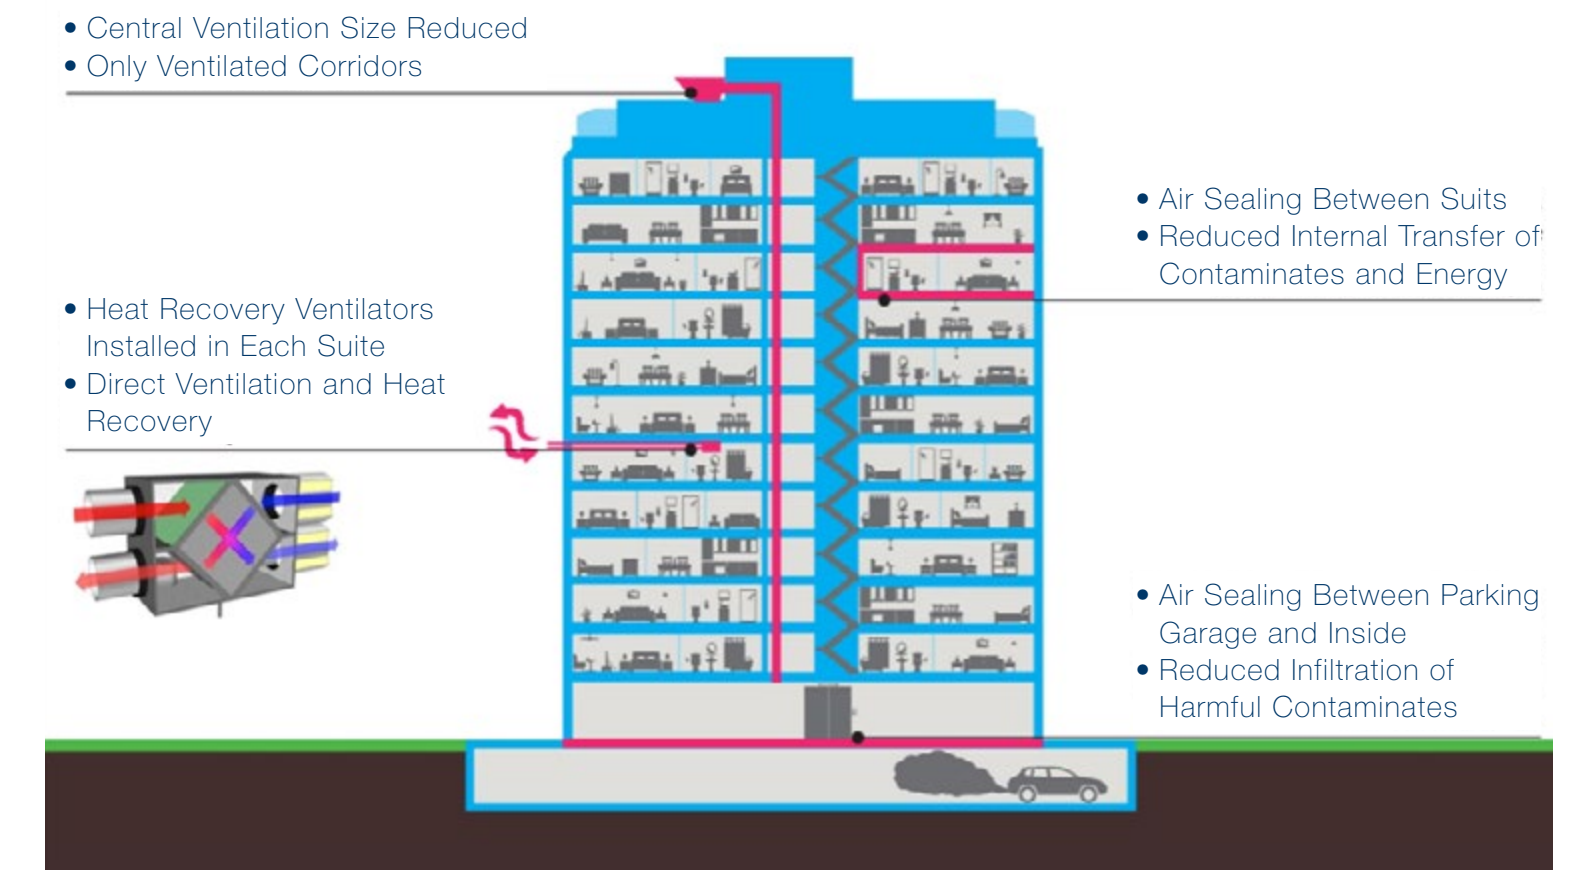 • Central Ventilation Size Reduced
• Only Ventilated Corridors
• Heat Recovery Ventilators
Installed in Each Suite
• Direct Ventilation and Heat
Recovery
• Air Sealing Between Suits
• Reduced Internal Transfer of
Contaminates and Energy
• Air Sealing Between Parking
Garage and Inside
• Reduced Infiltration of
Harmful Contaminates